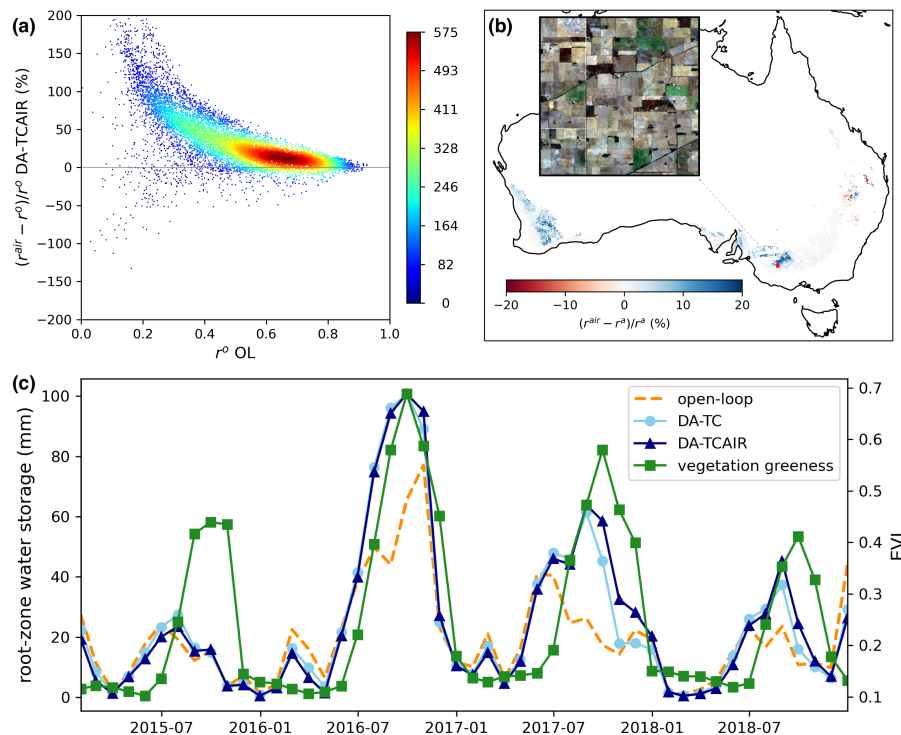 (a)
200
150
100
50
0
−50
−100
−150
−200
0.0 0.2 0.4 0.6 0.8 1.0
r^o OL
(r^air − r^o)/r^o DA-TCAIR (%)
575
493
411
328
246
164
82
0
(b)
−20 −10 0 10 20
(r^air − r^a)/r^a (%)
(c)
root-zone water storage (mm)
100
80
60
40
20
0
open-loop
DA-TC
DA-TCAIR
vegetation greeness
0.7
0.6
0.5
0.4
0.3
0.2
0.1
EVI
2015-07 2016-01 2016-07 2017-01 2017-07 2018-01 2018-07